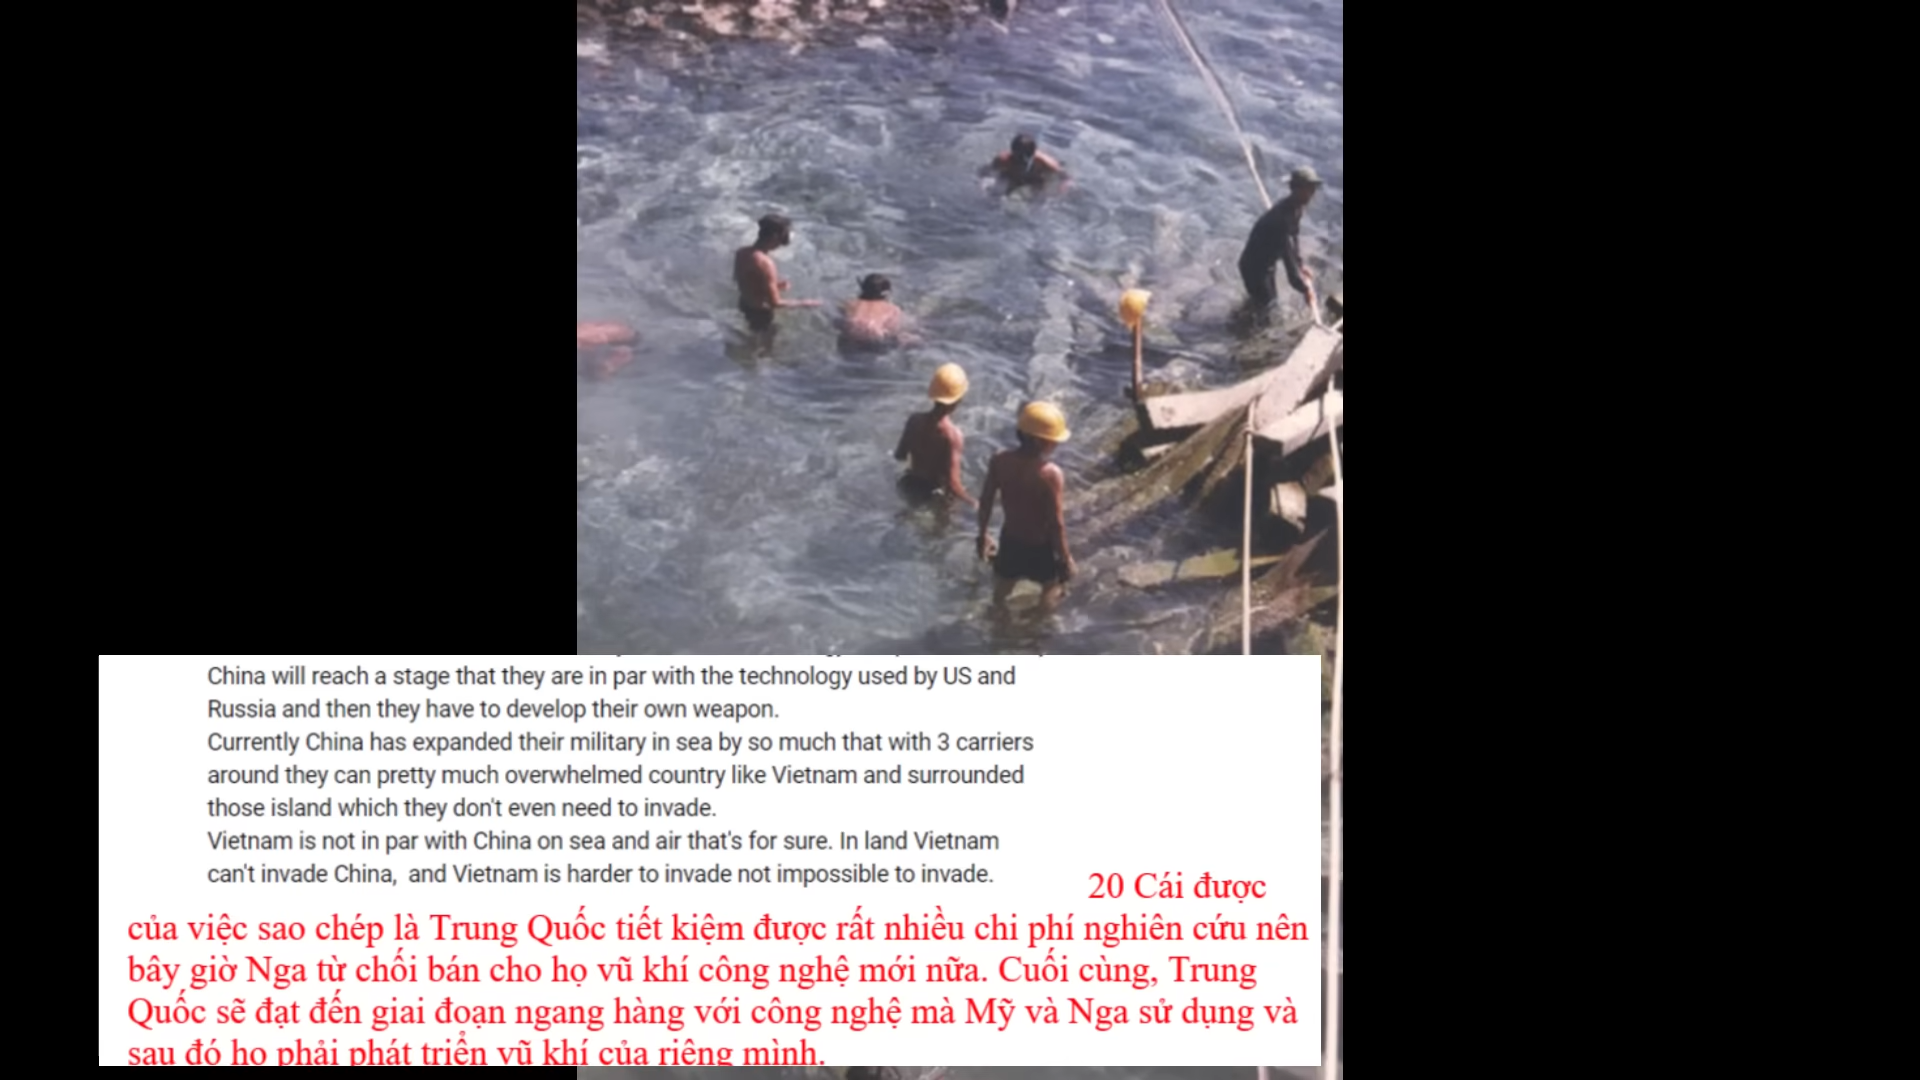 China will reach a stage that they are in par with the technology used by US and
Russia and then they have to develop their own weapon.
Currently China has expanded their military in sea by so much that with 3 carriers
around they can pretty much overwhelmed country like Vietnam and surrounded
those island which they don't even need to invade.
Vietnam is not in par with China on sea and air that's for sure. In land Vietnam
can't invade China, and Vietnam is harder to invade not impossible to invade.
20 Cái được
của việc sao chép là Trung Quốc tiết kiệm được rất nhiều chi phí nghiên cứu nên
bây giờ Nga từ chối bán cho họ vũ khí công nghệ mới nữa. Cuối cùng, Trung
Quốc sẽ đạt đến giai đoạn ngang hàng với công nghệ mà Mỹ và Nga sử dụng và
sau đó họ phải phát triển vũ khí của riêng mình.